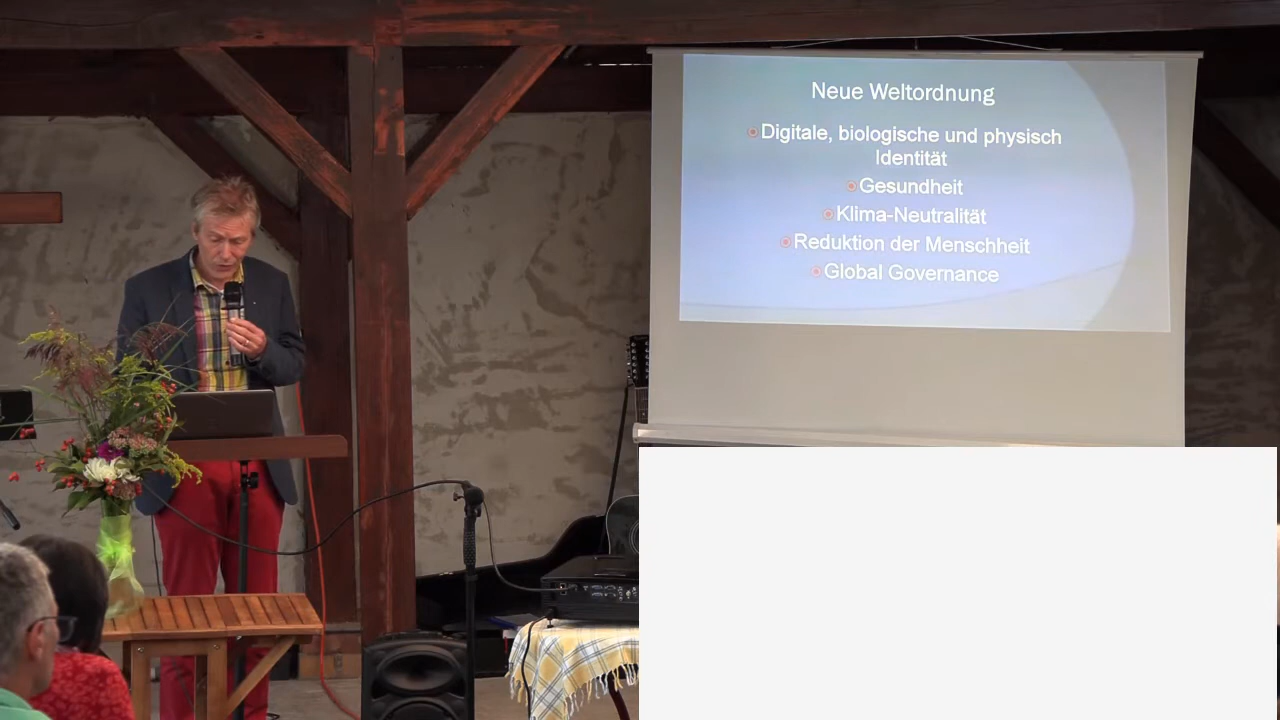 Neue Weltordnung
Digitale, biologische und physisch
Identität
Gesundheit
Klima-Neutralität
Reduktion der Menschheit
Global Governance